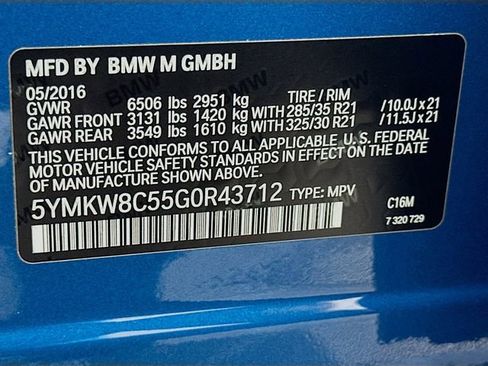 MFD BY BMW M GMBH
05/2016 TIRE / RIM
GVWR 6506 lbs 2951 kg
GAWR FRONT 3131 lbs 1420 kg WITH 285/35 R21 /10.0J x 21
GAWR REAR 3549 lbs 1610 kg WITH 325/30 R21 /11.5J x 21
THIS VEHICLE CONFORMS TO ALL APPLICABLE U. S. FEDERAL
MOTOR VEHICLE SAFETY STANDARDS IN EFFECT ON THE
DATE OF MANUFACTURE SHOWN ABOVE.
5YMKW8C55G0R43712 TYPE: MPV
C16M
7 320 729